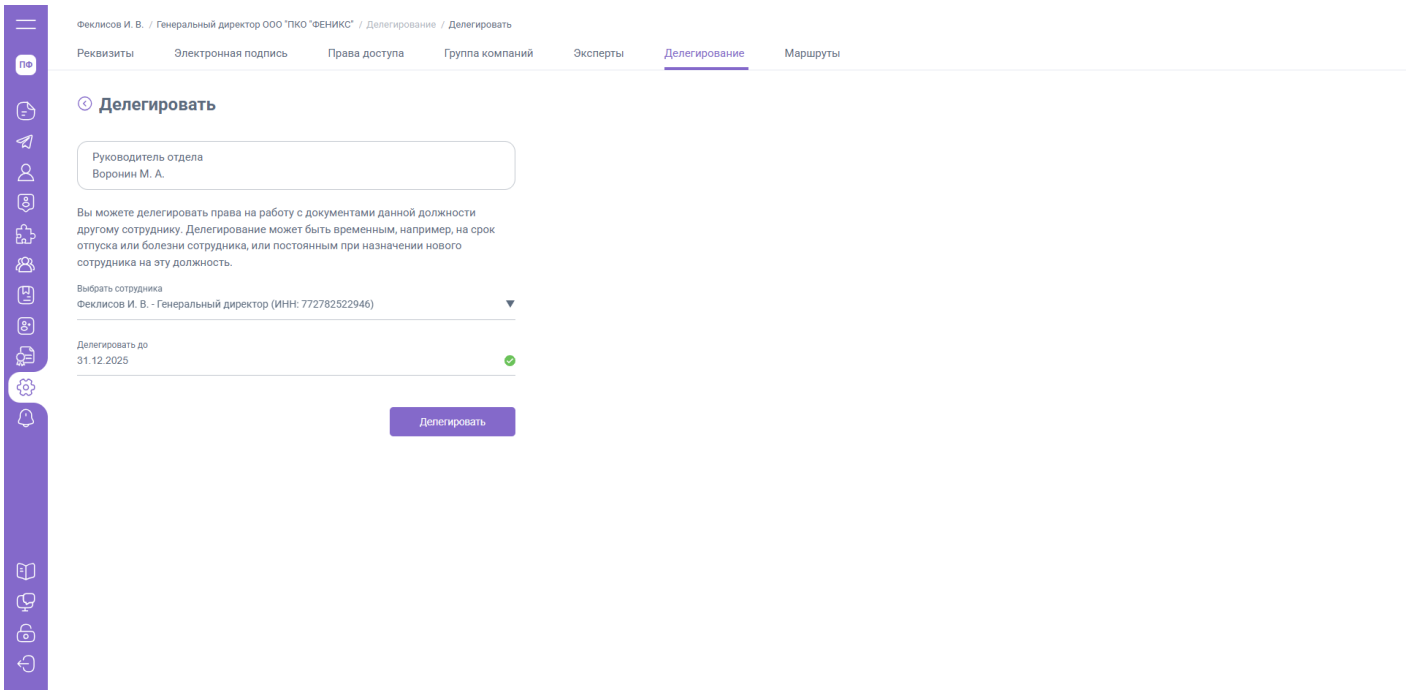 Феклисов И. В. / Генеральный директор ООО "ПКО "ФЕНИКС" / Делегирование / Делегировать
Реквизиты Электронная подпись Права доступа Группа компаний Эксперты Делегирование Маршруты
ПФ
Делегировать
Руководитель отдела
Воронин М. А.
Вы можете делегировать права на работу с документами данной должности
другому сотруднику. Делегирование может быть временным, например, на срок
отпуска или болезни сотрудника, или постоянным при назначении нового
сотрудника на эту должность.
Выбрать сотрудника
Феклисов И. В. - Генеральный директор (ИНН: 772782522946)
Делегировать до
31.12.2025
Делегировать